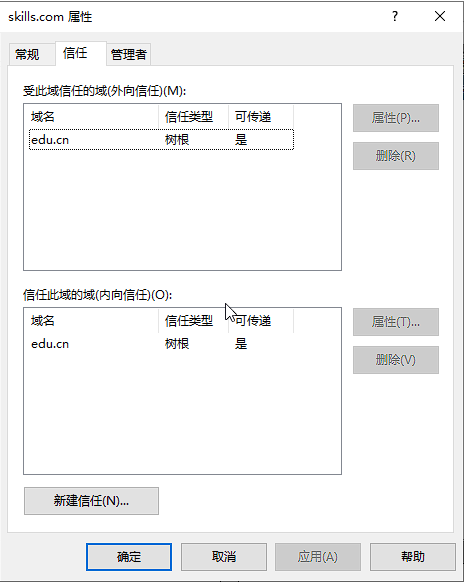 skills.com 属性
常规 信任 管理者
受此域信任的域(外向信任)(M):
域名 信任类型 可传递
edu.cn 树根 是
属性(P)...
删除(R)
信任此域的域(内向信任)(O):
域名 信任类型 可传递
edu.cn 树根 是
属性(T)...
删除(V)
新建信任(N)...
确定 取消 应用(A) 帮助